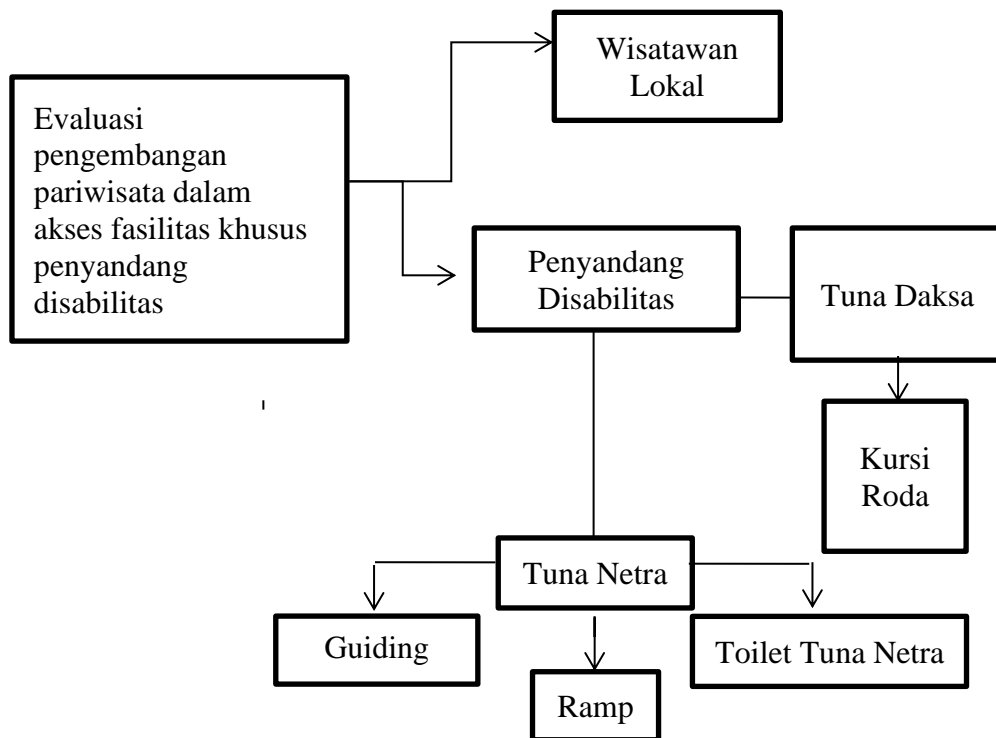 Wisatawan
Lokal
Evaluasi
pengembangan
pariwisata dalam
akses fasilitas khusus
penyandang
disabilitas
Penyandang
Disabilitas
Tuna Daksa
Kursi
Roda
Tuna Netra
Guiding
Toilet Tuna Netra
Ramp